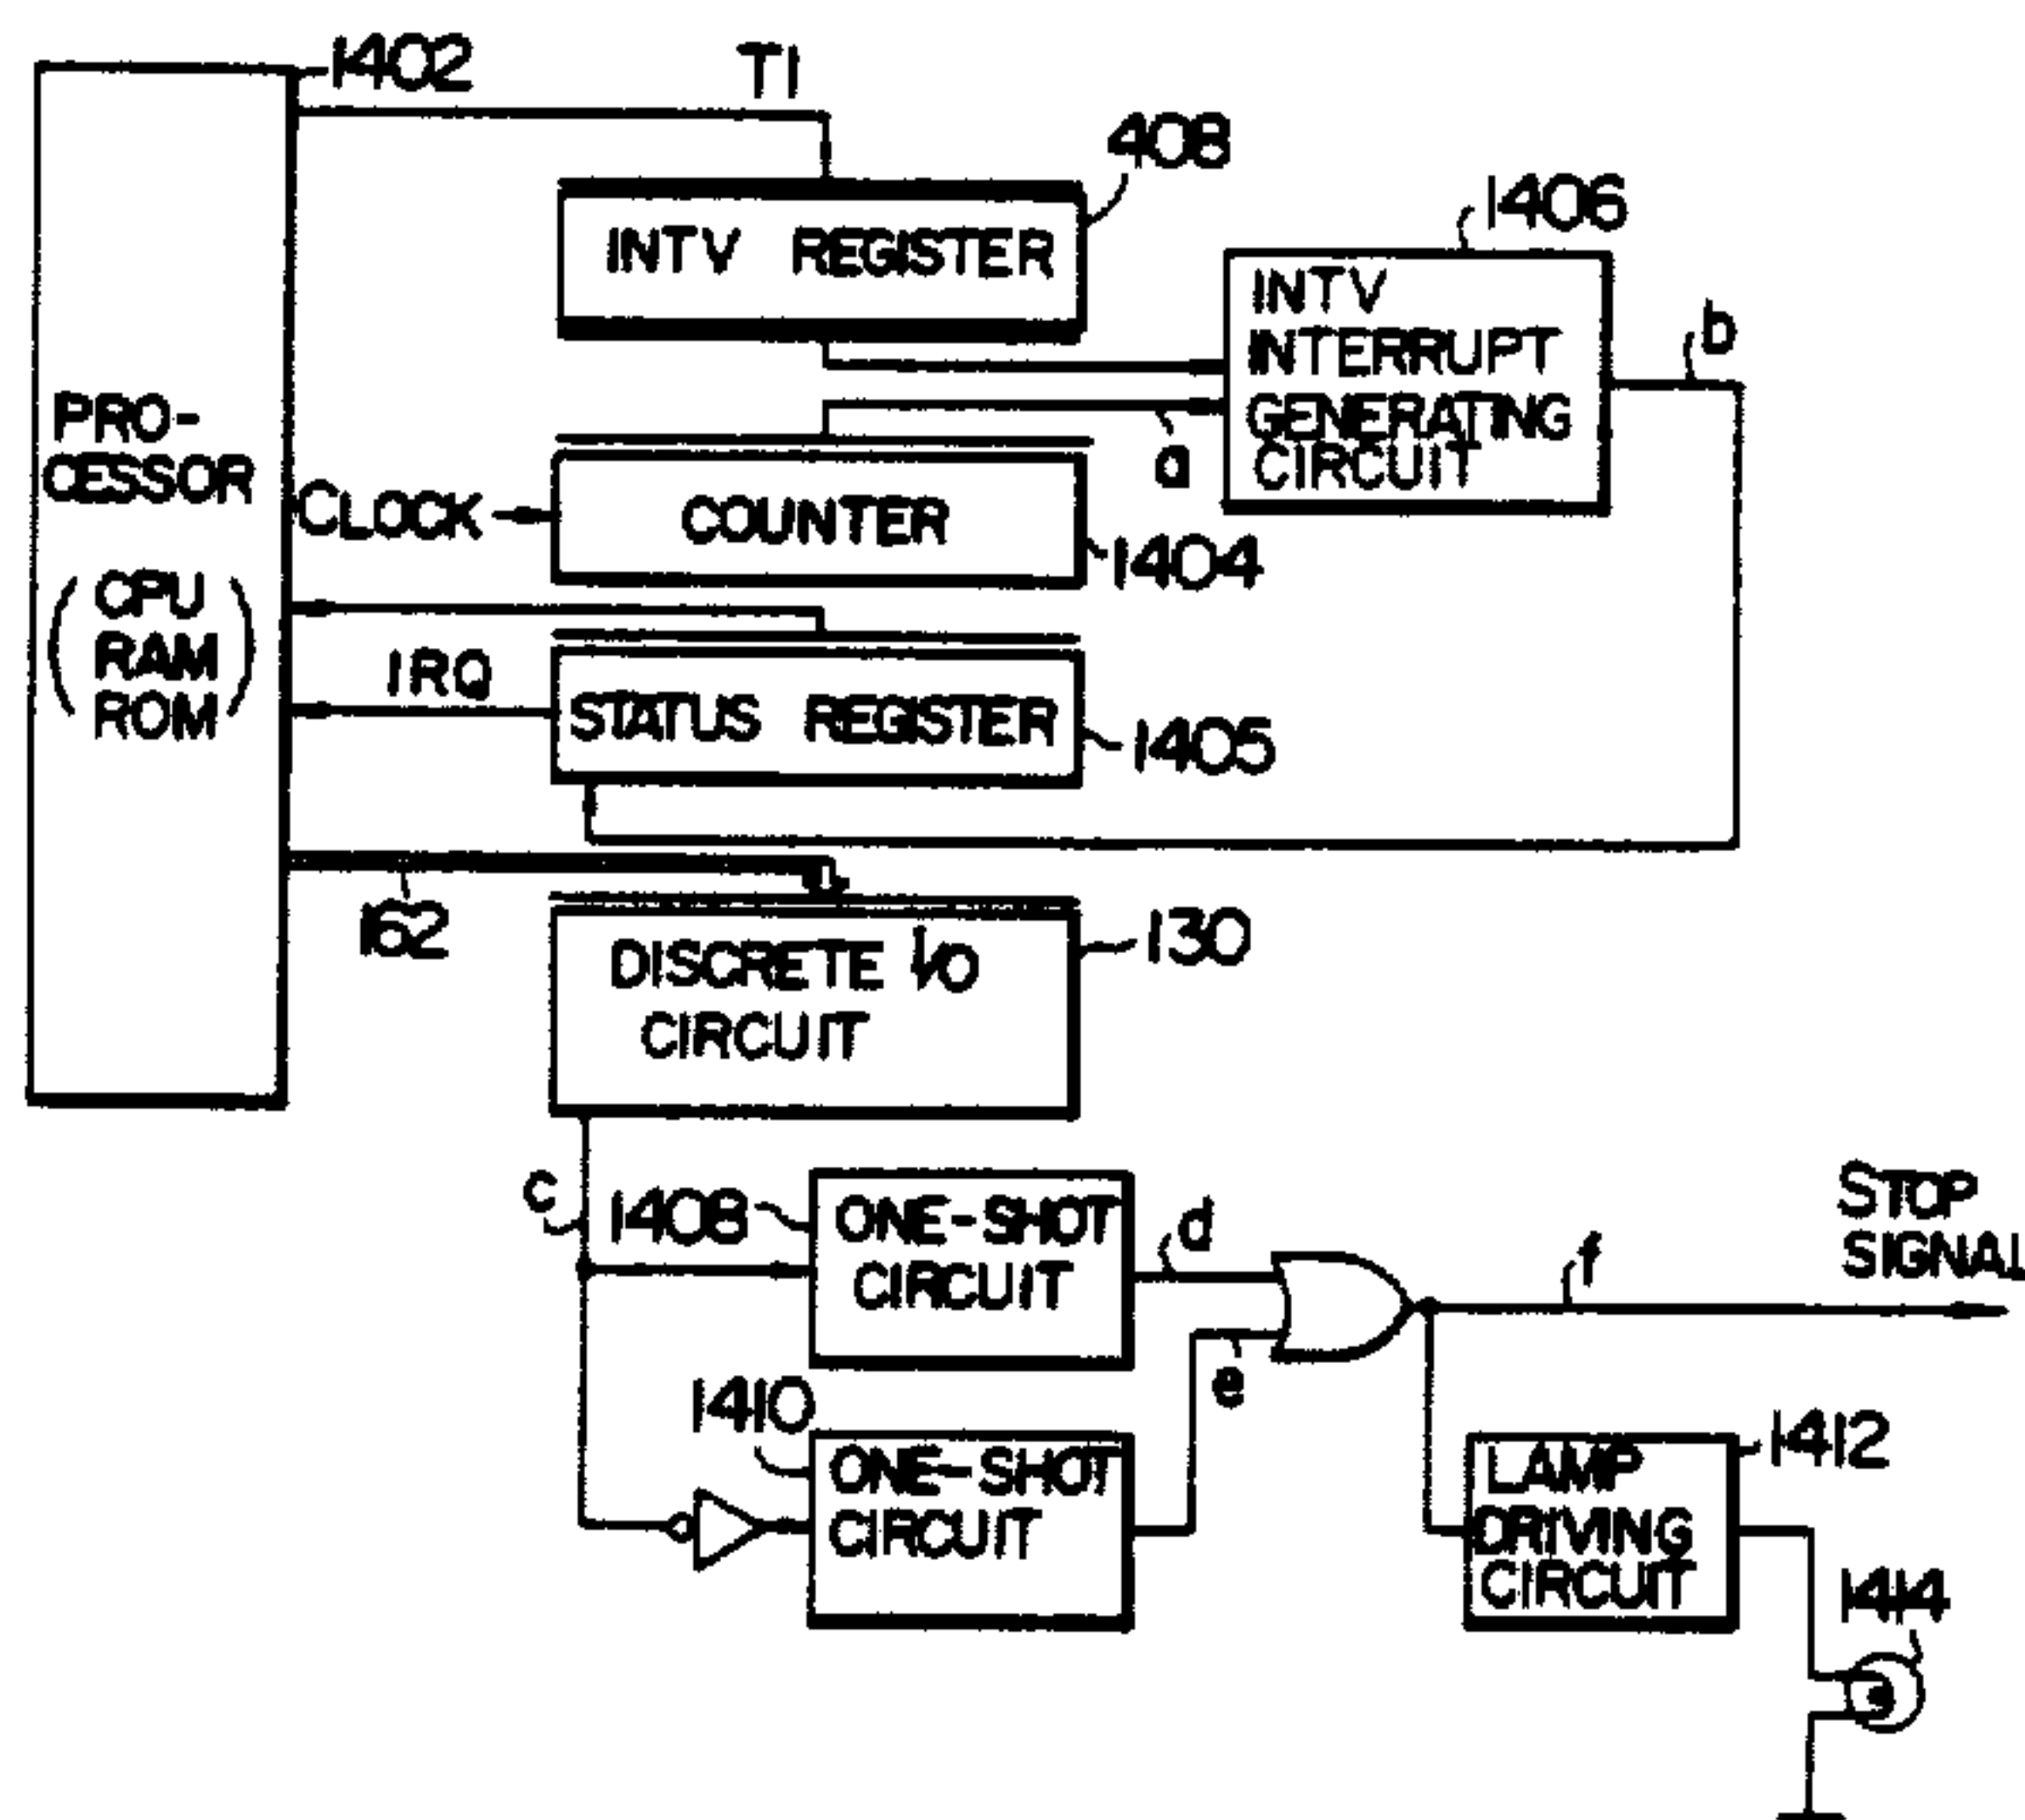 1402
T1
408
INTV REGISTER
1406
INTV
INTERRUPT
GENERATING
CIRCUIT
b
a
PRO-
CESSOR
CLOCK
COUNTER
1404
(CPU
RAM
ROM)
IRQ
STATUS REGISTER
1405
162
DISCRETE I/O
CIRCUIT
130
c
1408
ONE-SHOT
CIRCUIT
d
e
f
STOP
SIGNAL
1410
ONE-SHOT
CIRCUIT
1412
LAMP
DRIVING
CIRCUIT
1414